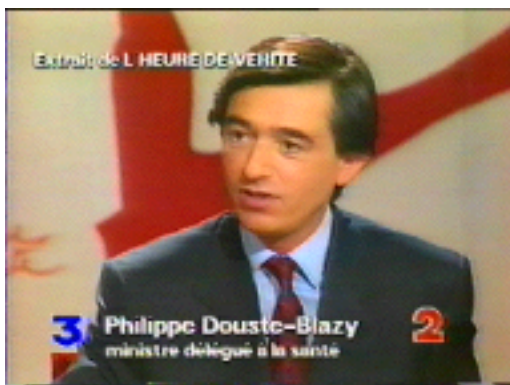 Extrait de L HEURE DE VERITE
3 Philippe Douste-Blazy 2
ministre délégué à la santé